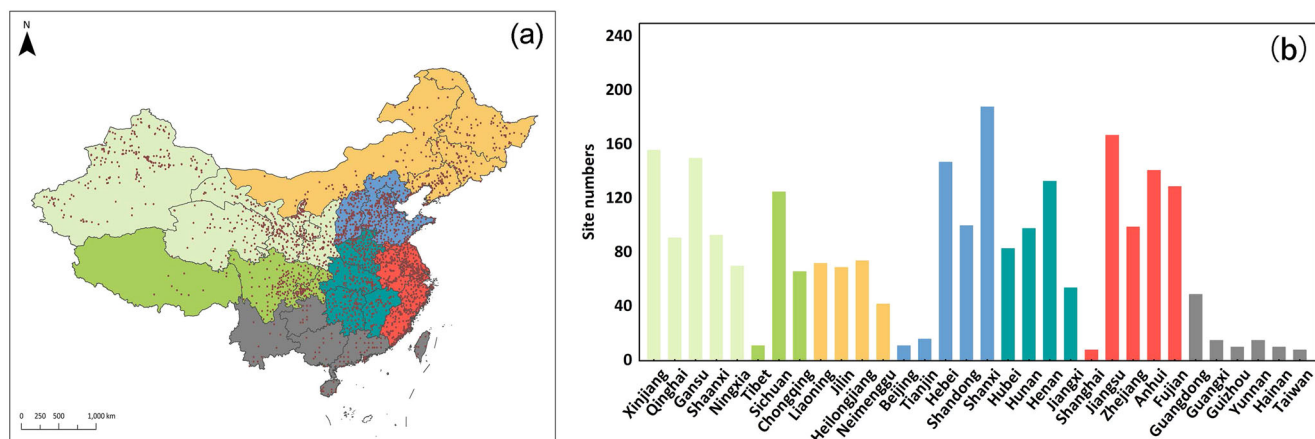 N
(a)
0 250 500 1,000 km
(b)
Site numbers
240
200
160
120
80
40
0
Xinjiang
Qinghai
Gansu
Shaanxi
Ningxia
Tibet
Sichuan
Chongqing
Liaoning
Jilin
Heilongjiang
Neimenggu
Beijing
Tianjin
Hebei
Shandong
Shanxi
Hubei
Hunan
Henan
Jiangxi
Shanghai
Jiangsu
Zhejiang
Anhui
Fujian
Guangdong
Guangxi
Guizhou
Yunnan
Hainan
Taiwan